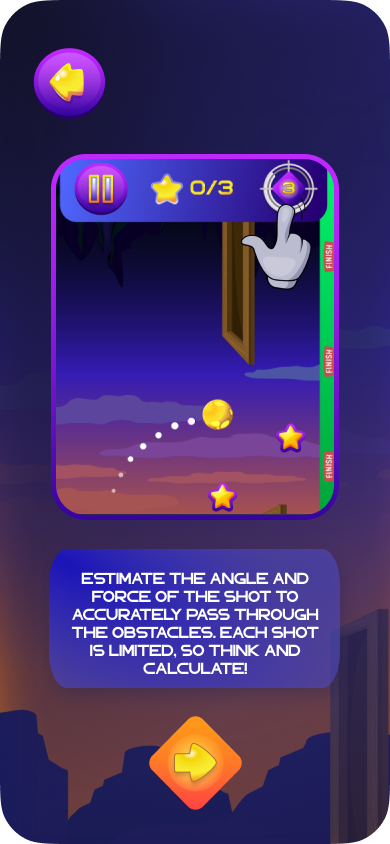 0/3
3
FINISH
FINISH
FINISH
ESTIMATE THE ANGLE AND
FORCE OF THE SHOT TO
ACCURATELY PASS THROUGH
THE OBSTACLES. EACH SHOT
IS LIMITED, SO THINK AND
CALCULATE!